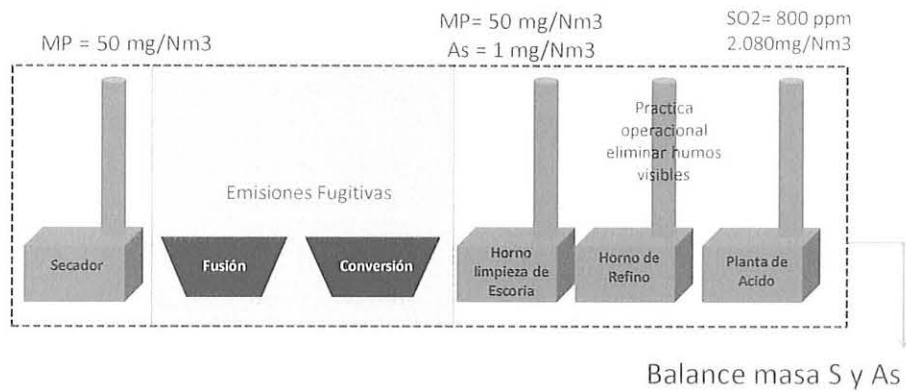 MP = 50 mg/Nm3
MP= 50 mg/Nm3
As = 1 mg/Nm3
SO2= 800 ppm
2.080mg/Nm3
Practica
operacional
eliminar humos
visibles
Emisiones Fugitivas
Secador
Fusión
Conversión
Horno
limpieza de
Escoria
Horno de
Refino
Planta de
Acido
Balance masa S y As